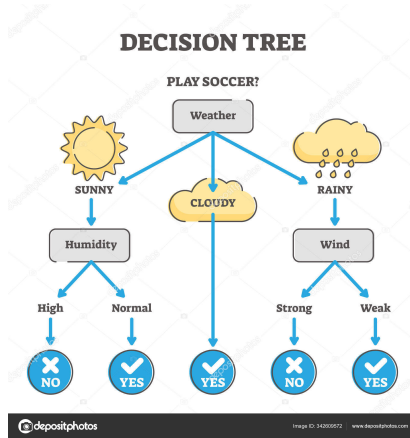 DECISION TREE
PLAY SOCCER?
Weather
SUNNY
CLOUDY
RAINY
Humidity
Wind
High
Normal
Strong
Weak
NO
YES
YES
NO
YES
depositphotos
Image ID: 342609572
www.depositphotos.com